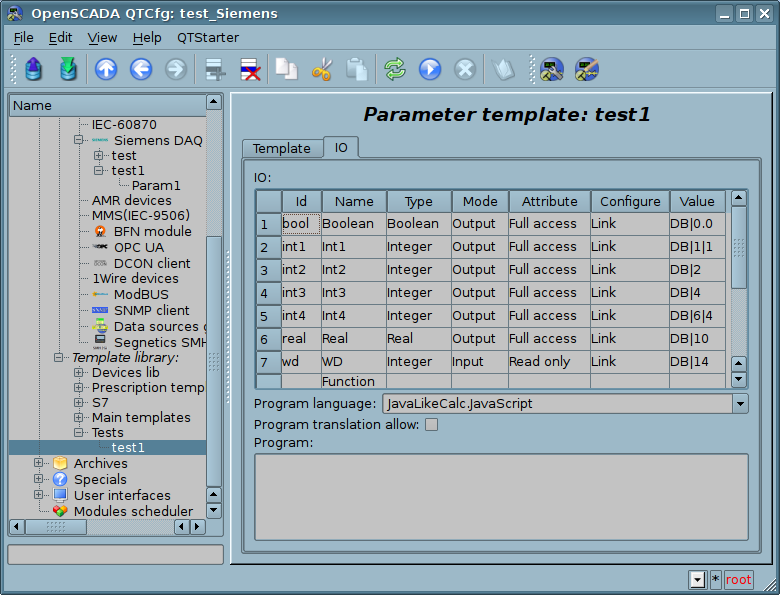 OpenSCADA QTCfg: test_Siemens
File Edit View Help QTStarter
Name
IEC-60870
Siemens DAQ
test
test1
Param1
AMR devices
MMS(IEC-9506)
BFN module
OPC UA
DCON client
1Wire devices
ModBUS
SNMP client
Data sources
Segnetics SMH
Template library:
Devices lib
Prescription temp
S7
Main templates
Tests
test1
Archives
Specials
User interfaces
Modules scheduler
Parameter template: test1
Template IO
IO:
Id Name Type Mode Attribute Configure Value
1 bool Boolean Boolean Output Full access Link DB|0.0
2 int1 Int1 Integer Output Full access Link DB|1|1
3 int2 Int2 Integer Output Full access Link DB|2
4 int3 Int3 Integer Output Full access Link DB|4
5 int4 Int4 Integer Output Full access Link DB|6|4
6 real Real Real Output Full access Link DB|10
7 wd WD Integer Input Read only Link DB|14
Function
Program language: JavaLikeCalc.JavaScript
Program translation allow:
Program:
* root